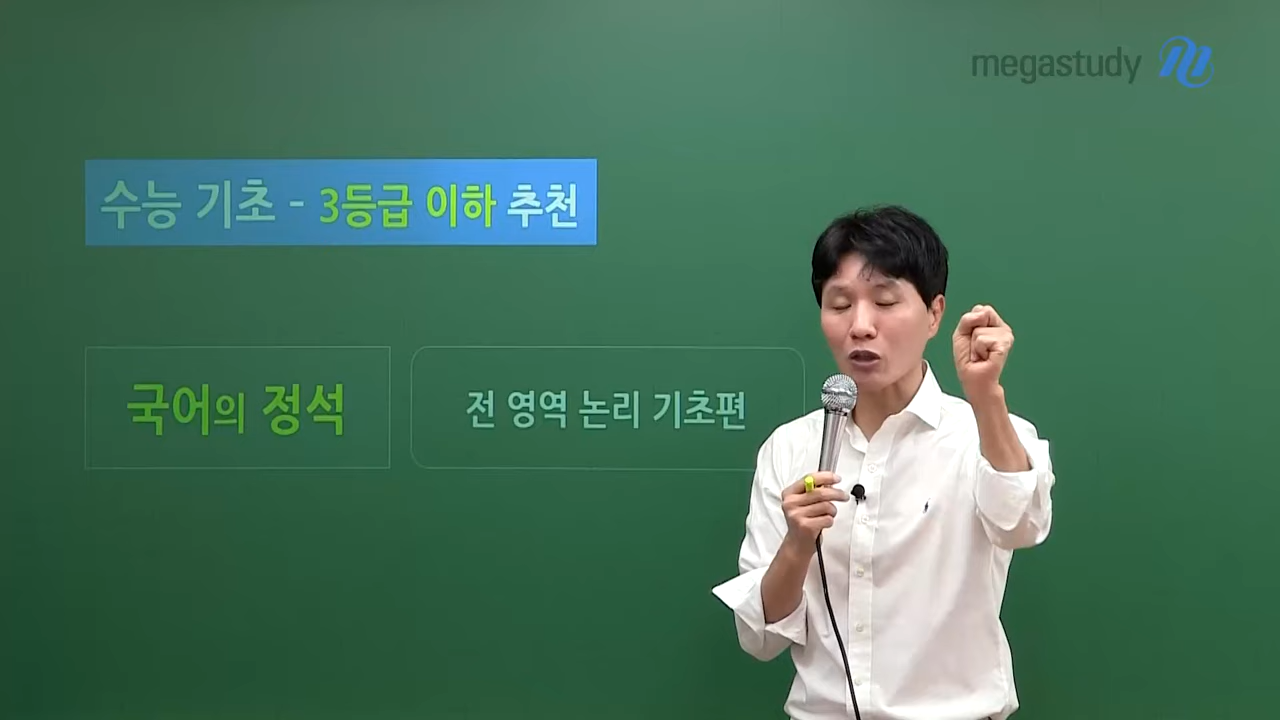 megastudy
수능 기초 - 3등급 이하 추천
국어의 정석
전 영역 논리 기초편